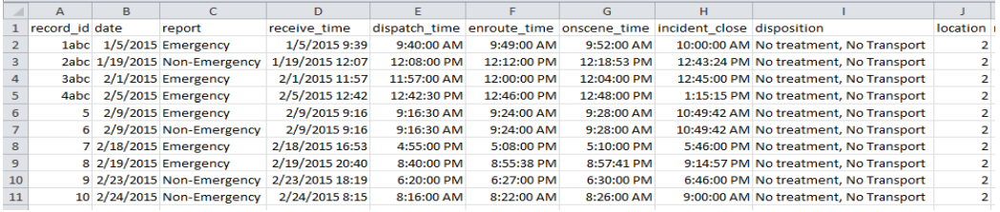 A B C D E F G H I J
1 record_id date report receive_time dispatch_time enroute_time onscene_time incident_close disposition location
2 1abc 1/5/2015 Emergency 1/5/2015 9:39 9:40:00 AM 9:49:00 AM 9:52:00 AM 10:00:00 AM No treatment, No Transport 2
3 2abc 1/19/2015 Non-Emergency 1/19/2015 12:07 12:08:00 PM 12:12:00 PM 12:18:53 PM 12:43:24 PM No treatment, No Transport 2
4 3abc 2/1/2015 Emergency 2/1/2015 11:57 11:57:00 AM 12:00:00 PM 12:04:00 PM 12:45:00 PM No treatment, No Transport 2
5 4abc 2/5/2015 Emergency 2/5/2015 12:42 12:42:30 PM 12:46:00 PM 12:48:00 PM 1:15:15 PM No treatment, No Transport 2
6 5 2/9/2015 Emergency 2/9/2015 9:16 9:16:30 AM 9:24:00 AM 9:28:00 AM 10:49:42 AM No treatment, No Transport 2
7 6 2/9/2015 Non-Emergency 2/9/2015 9:16 9:16:30 AM 9:24:00 AM 9:28:00 AM 10:49:42 AM No treatment, No Transport 2
8 7 2/18/2015 Emergency 2/18/2015 16:53 4:55:00 PM 5:08:00 PM 5:10:00 PM 5:46:00 PM No treatment, No Transport 2
9 8 2/19/2015 Emergency 2/19/2015 20:40 8:40:00 PM 8:55:38 PM 8:57:41 PM 9:14:57 PM No treatment, No Transport 2
10 9 2/23/2015 Non-Emergency 2/23/2015 18:19 6:20:00 PM 6:27:00 PM 6:30:00 PM 6:46:00 PM No treatment, No Transport 2
11 10 2/24/2015 Non-Emergency 2/24/2015 8:15 8:16:00 AM 8:22:00 AM 8:26:00 AM 9:00:00 AM No treatment, No Transport 2